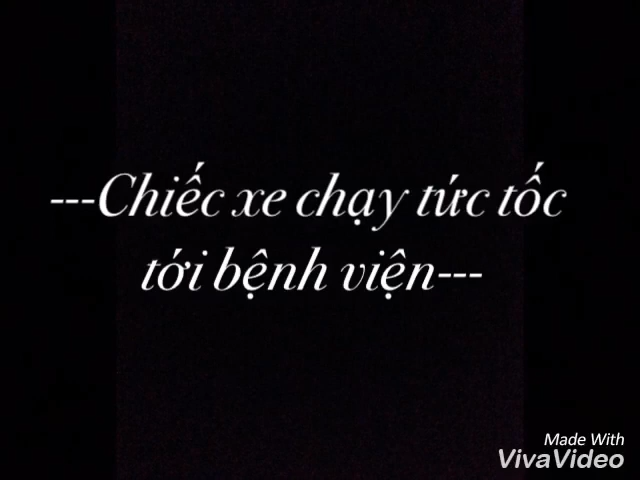 ---Chiếc xe chạy tức tốc
tới bệnh viện---
Made With
VivaVideo